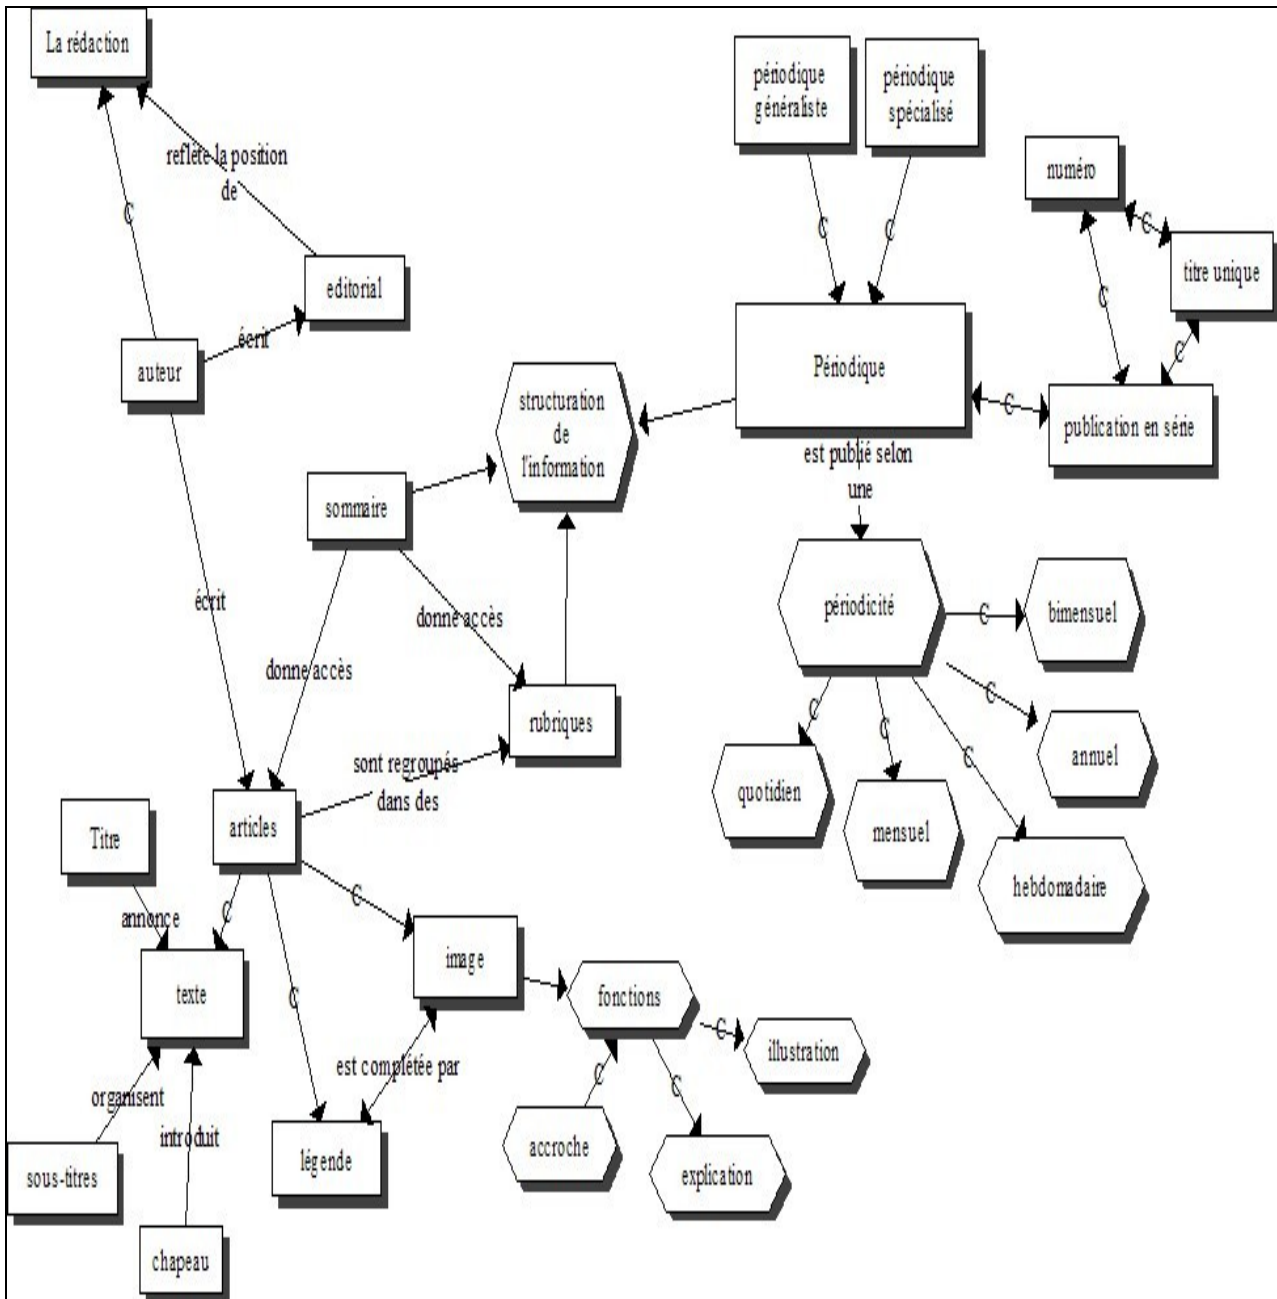 La rédaction
périodique
généraliste
périodique
spécialisé
reflète la position
de
C
editorial
écrit
auteur
C
C
numéro
C
titre unique
C
C
Périodique
C
publication en série
structuration
de
l'information
est publié selon
une
sommaire
périodicité
C
bimensuel
écrit
donne accès
donne accès
rubriques
C
annuel
C
C
C
quotidien
mensuel
hebdomadaire
sont regroupés
dans des
articles
Titre
annonce
C
C
texte
image
C
fonctions
C
illustration
est complétée par
C
C
organisent
introduit
sous-titres
légende
accroche
explication
chapeau